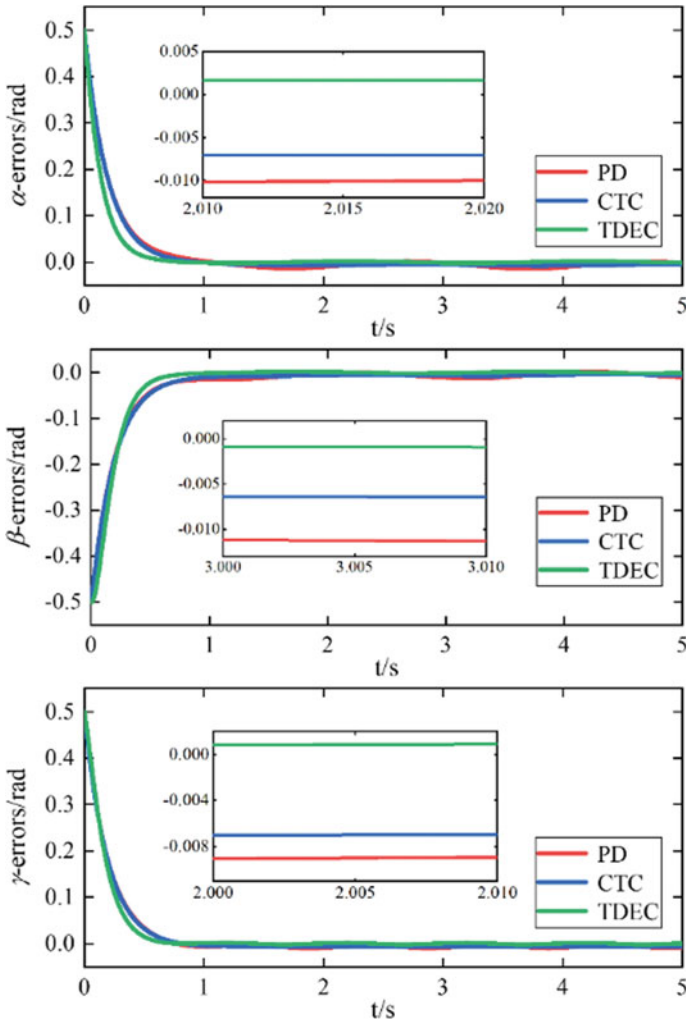 0.5
0.4
0.3
0.2
0.1
0.0
α-errors/rad
0.005
0.000
-0.005
-0.010
2.010 2.015 2.020
PD
CTC
TDEC
0 1 2 3 4 5
t/s
0.0
-0.1
-0.2
-0.3
-0.4
-0.5
β-errors/rad
0.000
-0.005
-0.010
3.000 3.005 3.010
PD
CTC
TDEC
0 1 2 3 4 5
t/s
0.5
0.4
0.3
0.2
0.1
0.0
γ-errors/rad
0.000
-0.004
-0.008
2.000 2.005 2.010
PD
CTC
TDEC
0 1 2 3 4 5
t/s